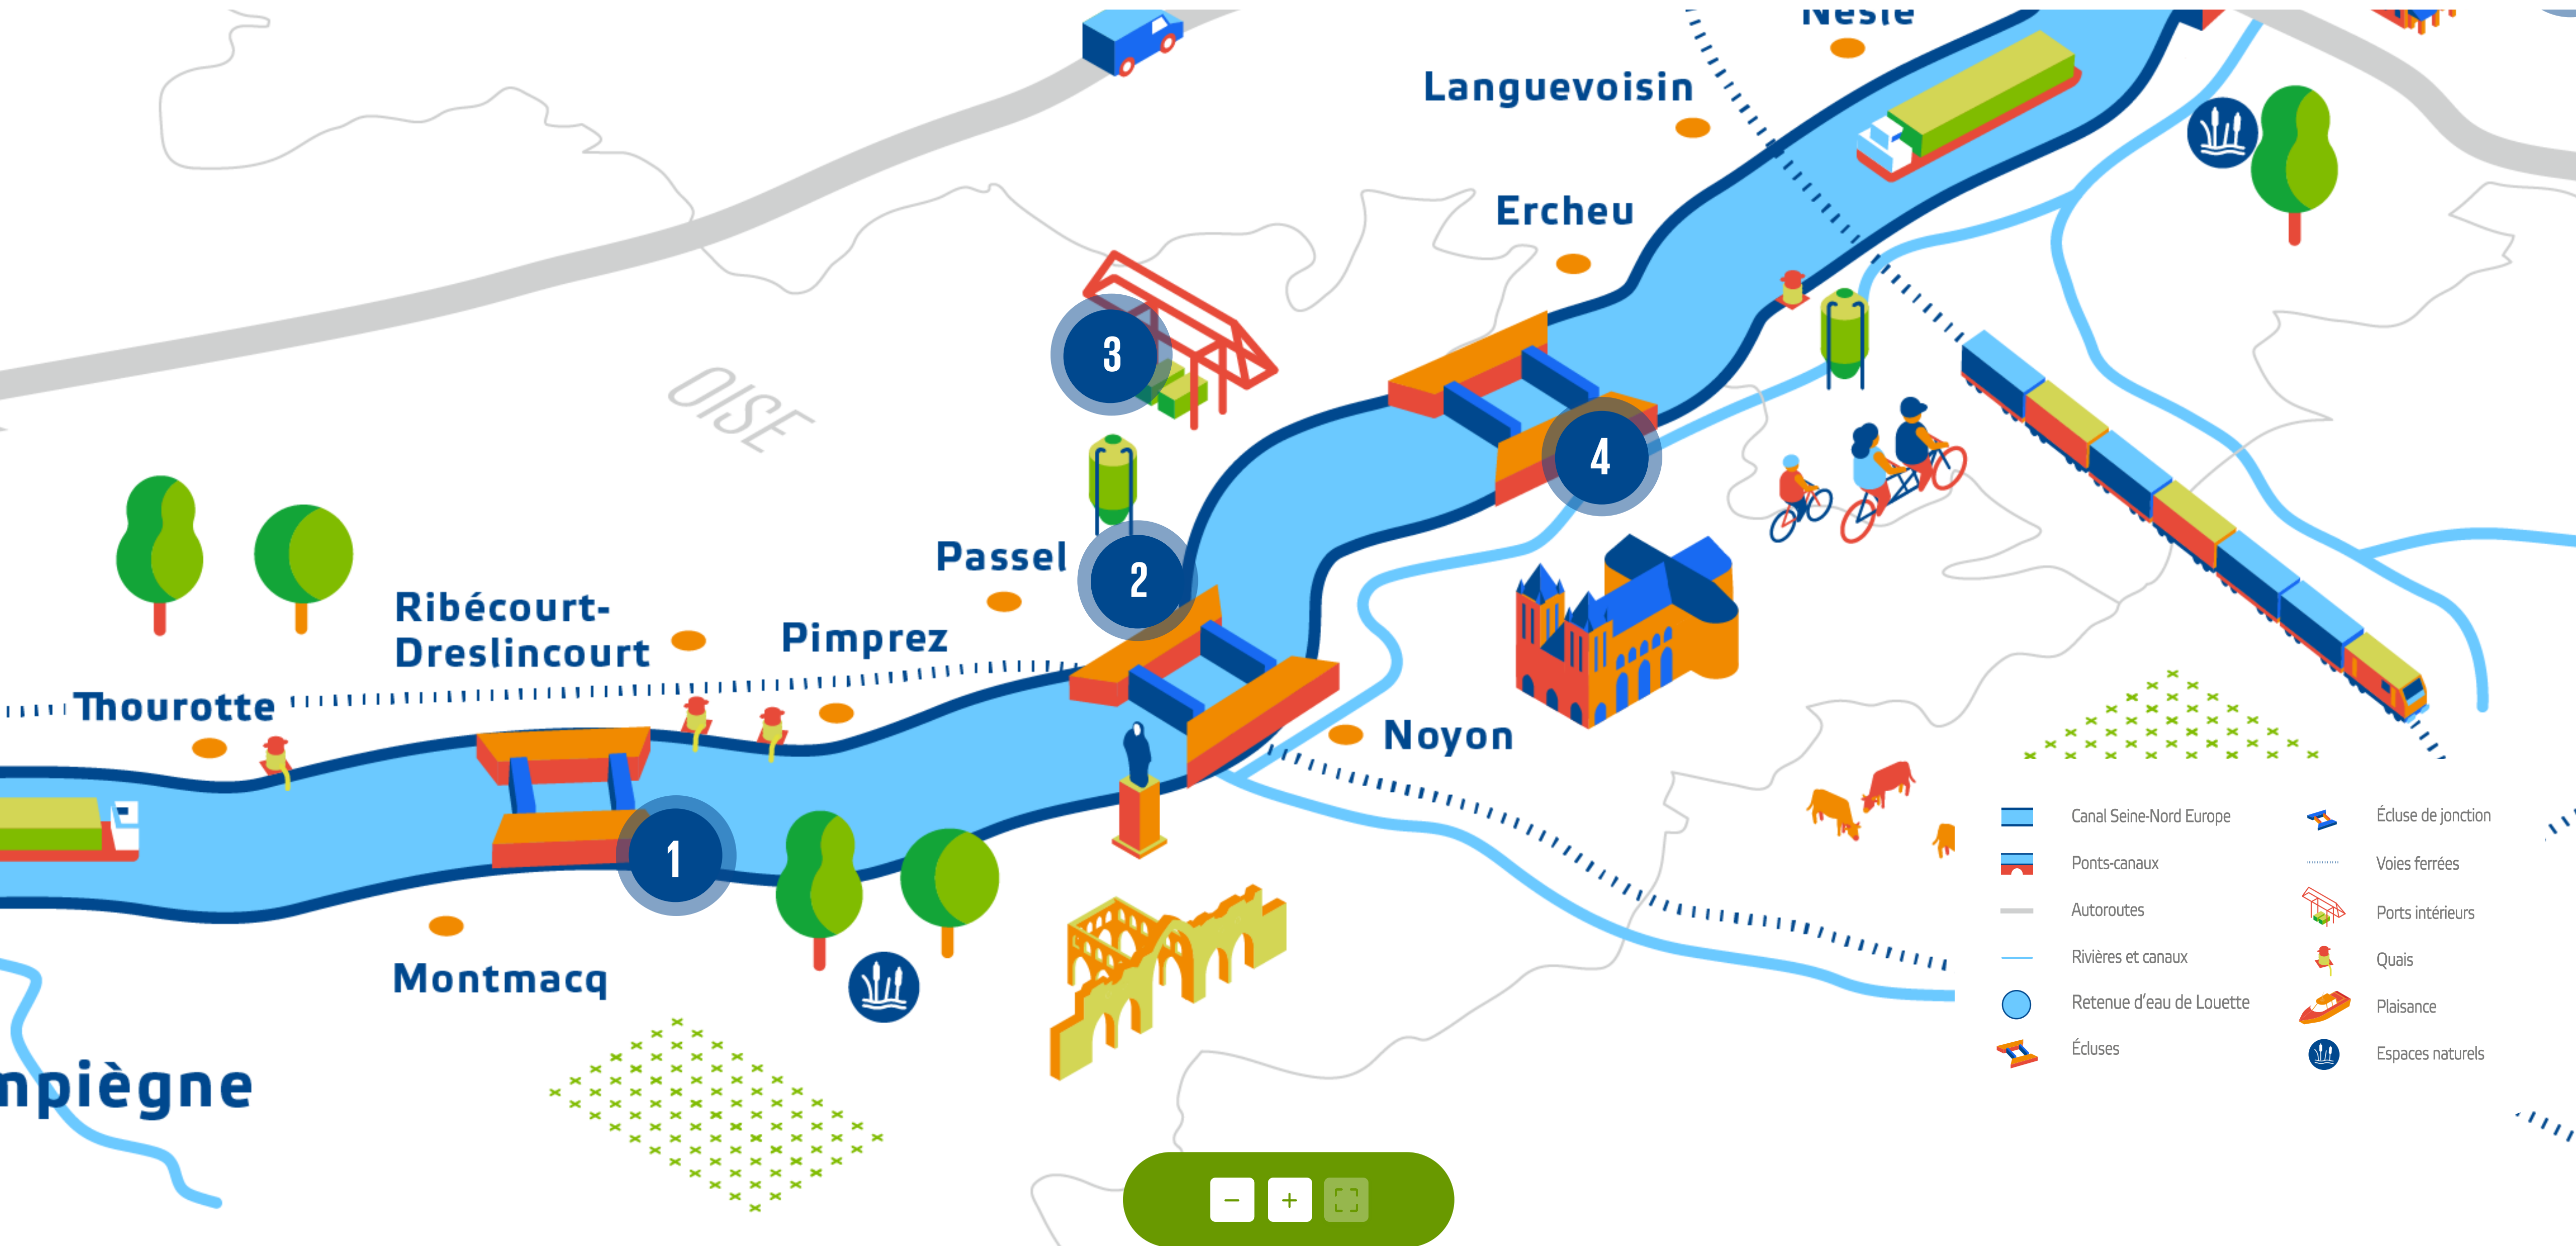 Nesle
Languevoisin
Ercheu
3
OISE
4
Passel
2
Ribécourt-
Dreslincourt
Pimprez
Thourotte
Noyon
1
Montmacq
mpiègne
Canal Seine-Nord Europe
Ponts-canaux
Autoroutes
Rivières et canaux
Retenue d'eau de Louette
Écluses
Écluse de jonction
Voies ferrées
Ports intérieurs
Quais
Plaisance
Espaces naturels
− +